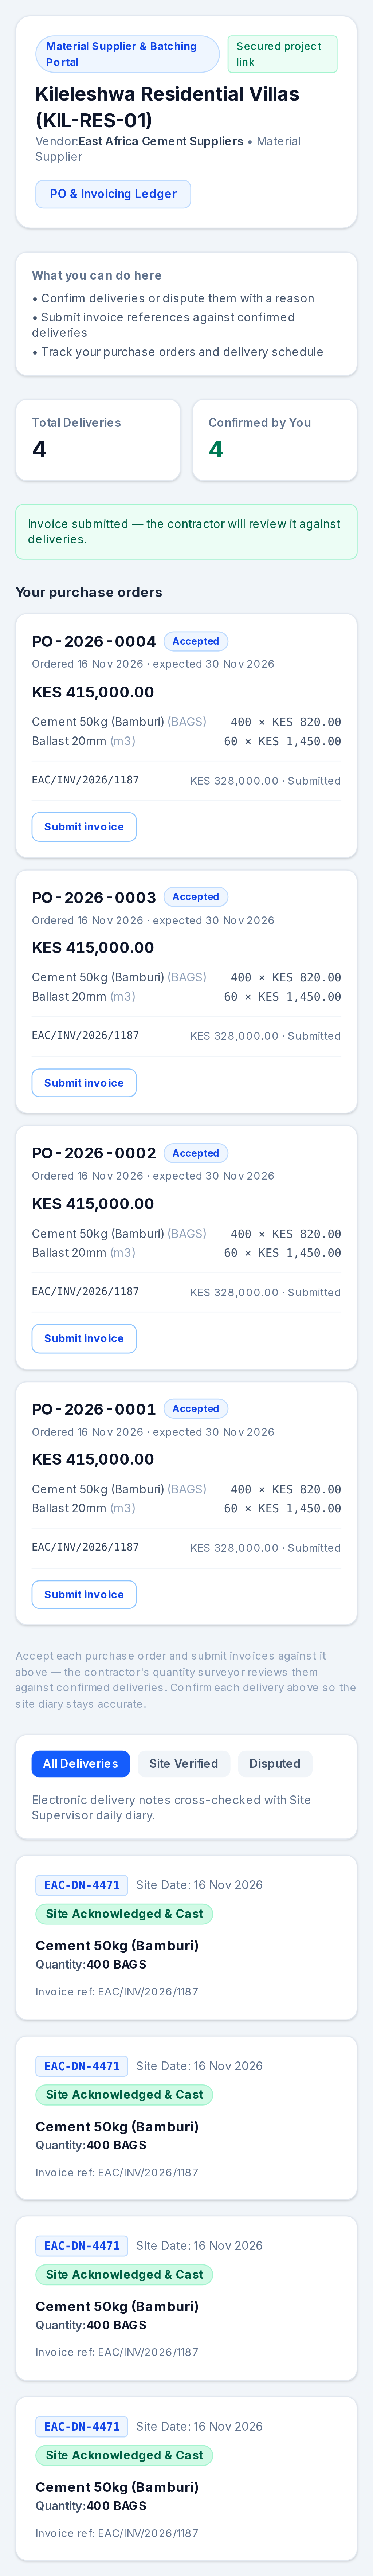 Material Supplier & Batching
Portal
Secured project
link
Kileleshwa Residential Villas
(KIL-RES-01)
Vendor:East Africa Cement Suppliers • Material
Supplier
PO & Invoicing Ledger
What you can do here
• Confirm deliveries or dispute them with a reason
• Submit invoice references against confirmed
deliveries
• Track your purchase orders and delivery schedule
Total Deliveries
4
Confirmed by You
4
Invoice submitted — the contractor will review it against
deliveries.
Your purchase orders
PO-2026-0004 Accepted
Ordered 16 Nov 2026 · expected 30 Nov 2026
KES 415,000.00
Cement 50kg (Bamburi) (BAGS) 400 × KES 820.00
Ballast 20mm (m3) 60 × KES 1,450.00
EAC/INV/2026/1187 KES 328,000.00 · Submitted
Submit invoice
PO-2026-0003 Accepted
Ordered 16 Nov 2026 · expected 30 Nov 2026
KES 415,000.00
Cement 50kg (Bamburi) (BAGS) 400 × KES 820.00
Ballast 20mm (m3) 60 × KES 1,450.00
EAC/INV/2026/1187 KES 328,000.00 · Submitted
Submit invoice
PO-2026-0002 Accepted
Ordered 16 Nov 2026 · expected 30 Nov 2026
KES 415,000.00
Cement 50kg (Bamburi) (BAGS) 400 × KES 820.00
Ballast 20mm (m3) 60 × KES 1,450.00
EAC/INV/2026/1187 KES 328,000.00 · Submitted
Submit invoice
PO-2026-0001 Accepted
Ordered 16 Nov 2026 · expected 30 Nov 2026
KES 415,000.00
Cement 50kg (Bamburi) (BAGS) 400 × KES 820.00
Ballast 20mm (m3) 60 × KES 1,450.00
EAC/INV/2026/1187 KES 328,000.00 · Submitted
Submit invoice
Accept each purchase order and submit invoices against it
above — the contractor's quantity surveyor reviews them
against confirmed deliveries. Confirm each delivery above so the
site diary stays accurate.
All Deliveries Site Verified Disputed
Electronic delivery notes cross-checked with Site
Supervisor daily diary.
EAC-DN-4471 Site Date: 16 Nov 2026
Site Acknowledged & Cast
Cement 50kg (Bamburi)
Quantity:400 BAGS
Invoice ref: EAC/INV/2026/1187
EAC-DN-4471 Site Date: 16 Nov 2026
Site Acknowledged & Cast
Cement 50kg (Bamburi)
Quantity:400 BAGS
Invoice ref: EAC/INV/2026/1187
EAC-DN-4471 Site Date: 16 Nov 2026
Site Acknowledged & Cast
Cement 50kg (Bamburi)
Quantity:400 BAGS
Invoice ref: EAC/INV/2026/1187
EAC-DN-4471 Site Date: 16 Nov 2026
Site Acknowledged & Cast
Cement 50kg (Bamburi)
Quantity:400 BAGS
Invoice ref: EAC/INV/2026/1187